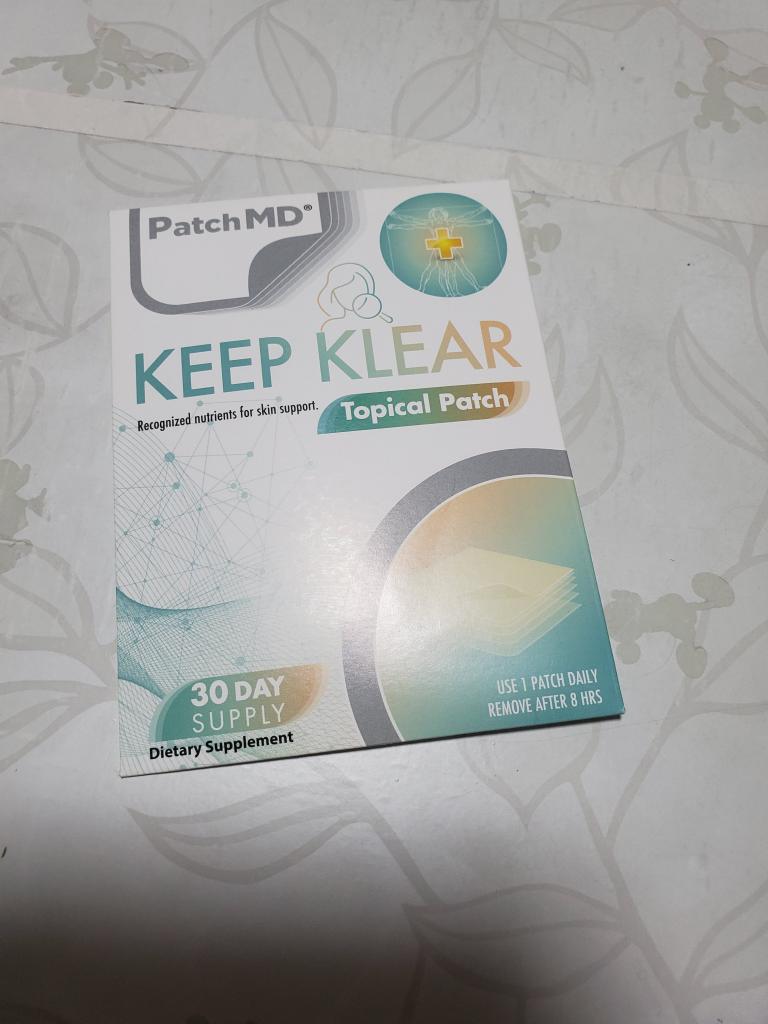 PatchMD®
KEEP KLEAR
Recognized nutrients for skin support.
Topical Patch
30 DAY
SUPPLY
Dietary Supplement
USE 1 PATCH DAILY
REMOVE AFTER 8 HRS